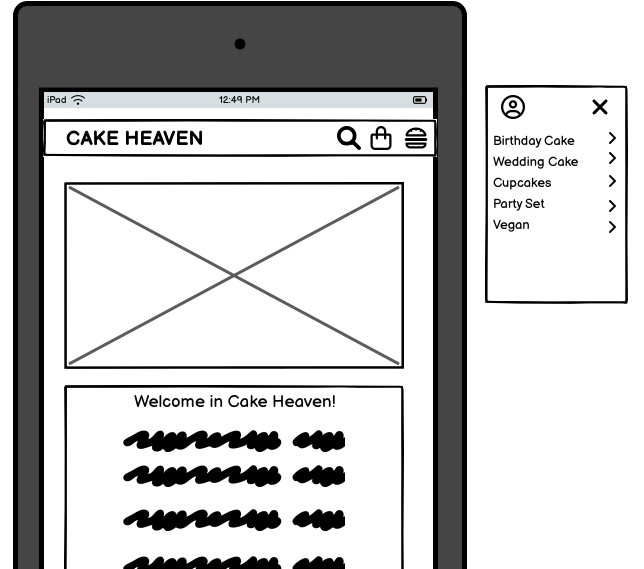 iPad 12:49 PM
CAKE HEAVEN
Welcome in Cake Heaven!
Birthday Cake
Wedding Cake
Cupcakes
Party Set
Vegan